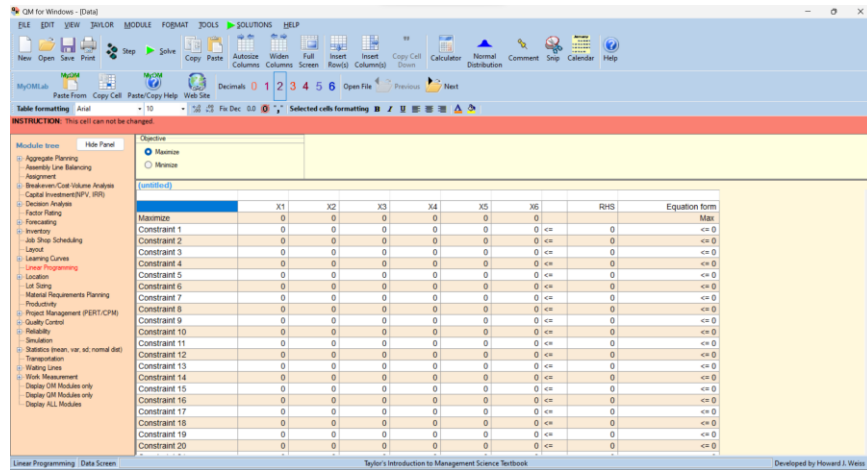 QM for Windows - [Data]
FILE EDIT VIEW TAYLOR MODULE FORMAT TOOLS SOLUTIONS HELP
New Open Save Print Step Solve Copy Paste Autosize Columns Widen Columns Full Screen Insert Row(s) Insert Column(s) Copy Cell Down Calculator Normal Distribution Comment Snip Calendar Help
MyOMLab Paste From Copy Cell Paste/Copy Help Web Site Decimals 0 1 2 3 4 5 6 Open File Previous Next
Table formatting Arial 10 Fix Dec 0.0 0 "," Selected cells formatting B I U A
INSTRUCTION: This cell can not be changed.
Module tree Hide Panel
Aggregate Planning
Assembly Line Balancing
Assignment
Breakeven/Cost-Volume Analysis
Capital Investment(NPV, IRR)
Decision Analysis
Factor Rating
Forecasting
Inventory
Job Shop Scheduling
Layout
Learning Curves
Linear Programming
Location
Lot Sizing
Material Requirements Planning
Productivity
Project Management (PERT/CPM)
Quality Control
Reliability
Simulation
Statistics (mean, var, sd, normal dist)
Transportation
Waiting Lines
Work Measurement
Display OM Modules only
Display QM Modules only
Display ALL Modules
Objective
Maximize
Minimize
(untitled)
X1 X2 X3 X4 X5 X6 RHS Equation form
Maximize 0 0 0 0 0 0 Max
Constraint 1 0 0 0 0 0 0 <= 0 <= 0
Constraint 2 0 0 0 0 0 0 <= 0 <= 0
Constraint 3 0 0 0 0 0 0 <= 0 <= 0
Constraint 4 0 0 0 0 0 0 <= 0 <= 0
Constraint 5 0 0 0 0 0 0 <= 0 <= 0
Constraint 6 0 0 0 0 0 0 <= 0 <= 0
Constraint 7 0 0 0 0 0 0 <= 0 <= 0
Constraint 8 0 0 0 0 0 0 <= 0 <= 0
Constraint 9 0 0 0 0 0 0 <= 0 <= 0
Constraint 10 0 0 0 0 0 0 <= 0 <= 0
Constraint 11 0 0 0 0 0 0 <= 0 <= 0
Constraint 12 0 0 0 0 0 0 <= 0 <= 0
Constraint 13 0 0 0 0 0 0 <= 0 <= 0
Constraint 14 0 0 0 0 0 0 <= 0 <= 0
Constraint 15 0 0 0 0 0 0 <= 0 <= 0
Constraint 16 0 0 0 0 0 0 <= 0 <= 0
Constraint 17 0 0 0 0 0 0 <= 0 <= 0
Constraint 18 0 0 0 0 0 0 <= 0 <= 0
Constraint 19 0 0 0 0 0 0 <= 0 <= 0
Constraint 20 0 0 0 0 0 0 <= 0 <= 0
Linear Programming Data Screen Taylor's Introduction to Management Science Textbook Developed by Howard J. Weiss